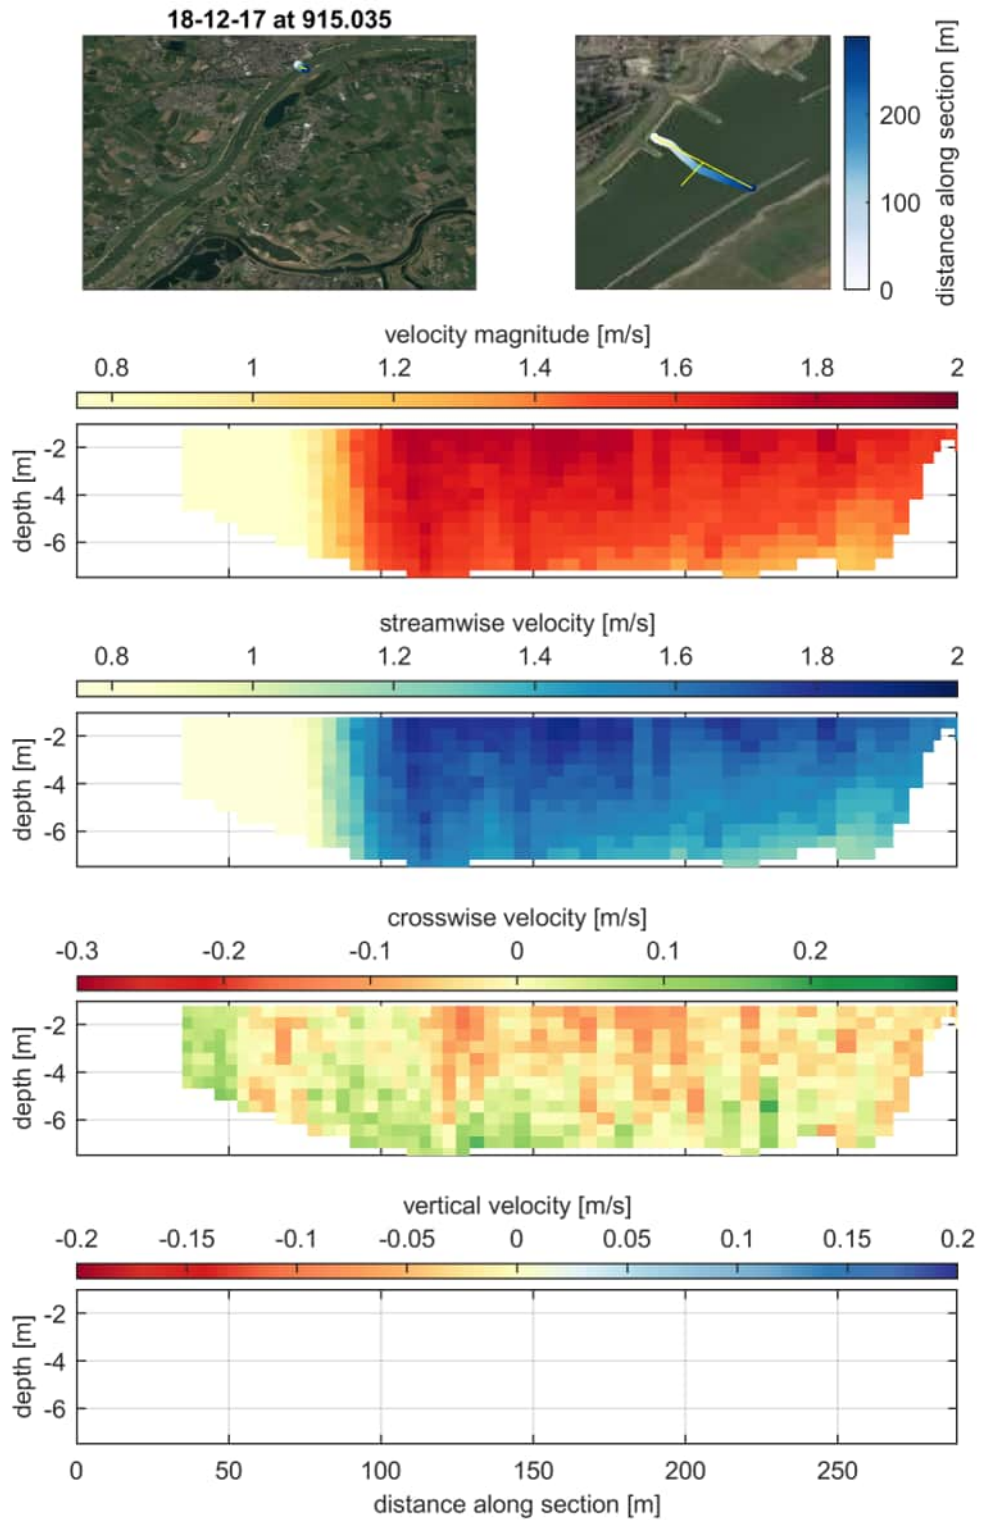 18-12-17 at 915.035
200
100
0
distance along section [m]
velocity magnitude [m/s]
0.8 1 1.2 1.4 1.6 1.8 2
-2
-4
-6
depth [m]
streamwise velocity [m/s]
0.8 1 1.2 1.4 1.6 1.8 2
-2
-4
-6
depth [m]
crosswise velocity [m/s]
-0.3 -0.2 -0.1 0 0.1 0.2
-2
-4
-6
depth [m]
vertical velocity [m/s]
-0.2 -0.15 -0.1 -0.05 0 0.05 0.1 0.15 0.2
-2
-4
-6
depth [m]
0 50 100 150 200 250
distance along section [m]